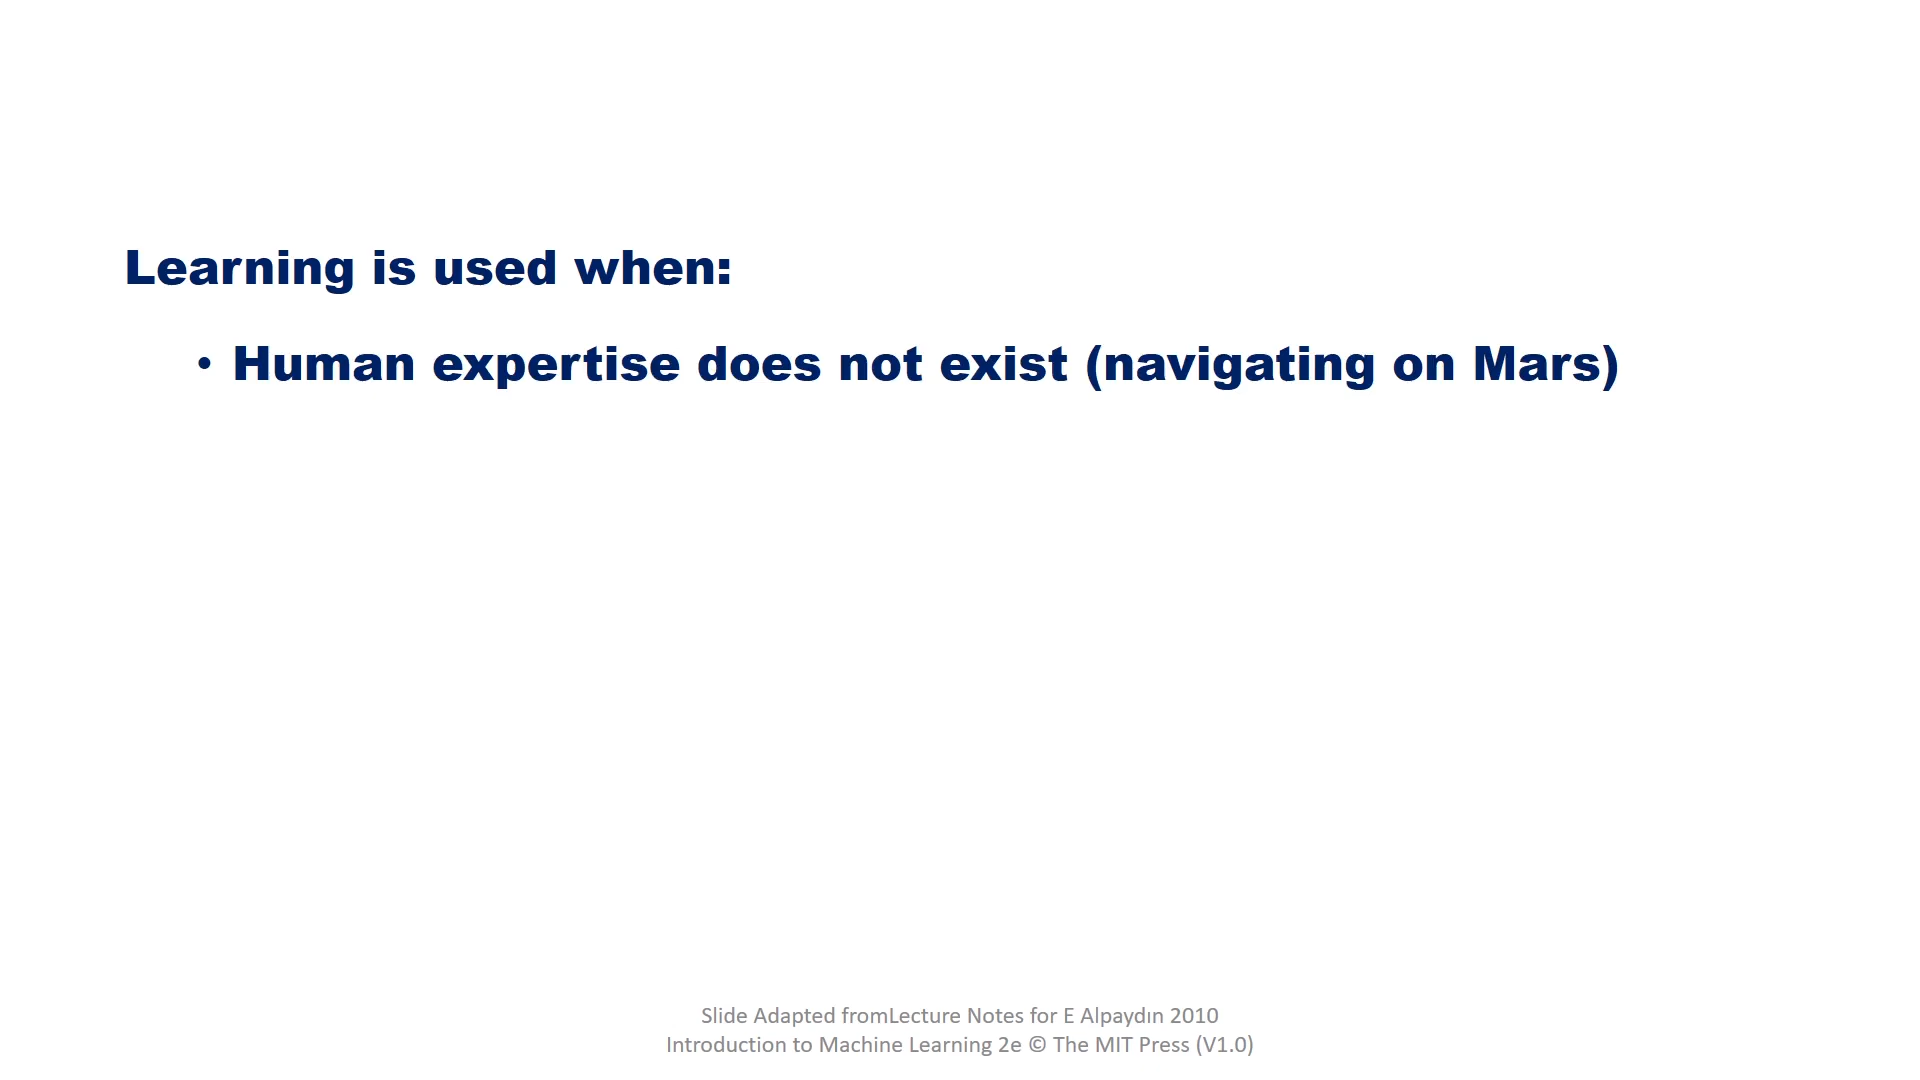 Learning is used when:
• Human expertise does not exist (navigating on Mars)
Slide Adapted fromLecture Notes for E Alpaydın 2010
Introduction to Machine Learning 2e © The MIT Press (V1.0)